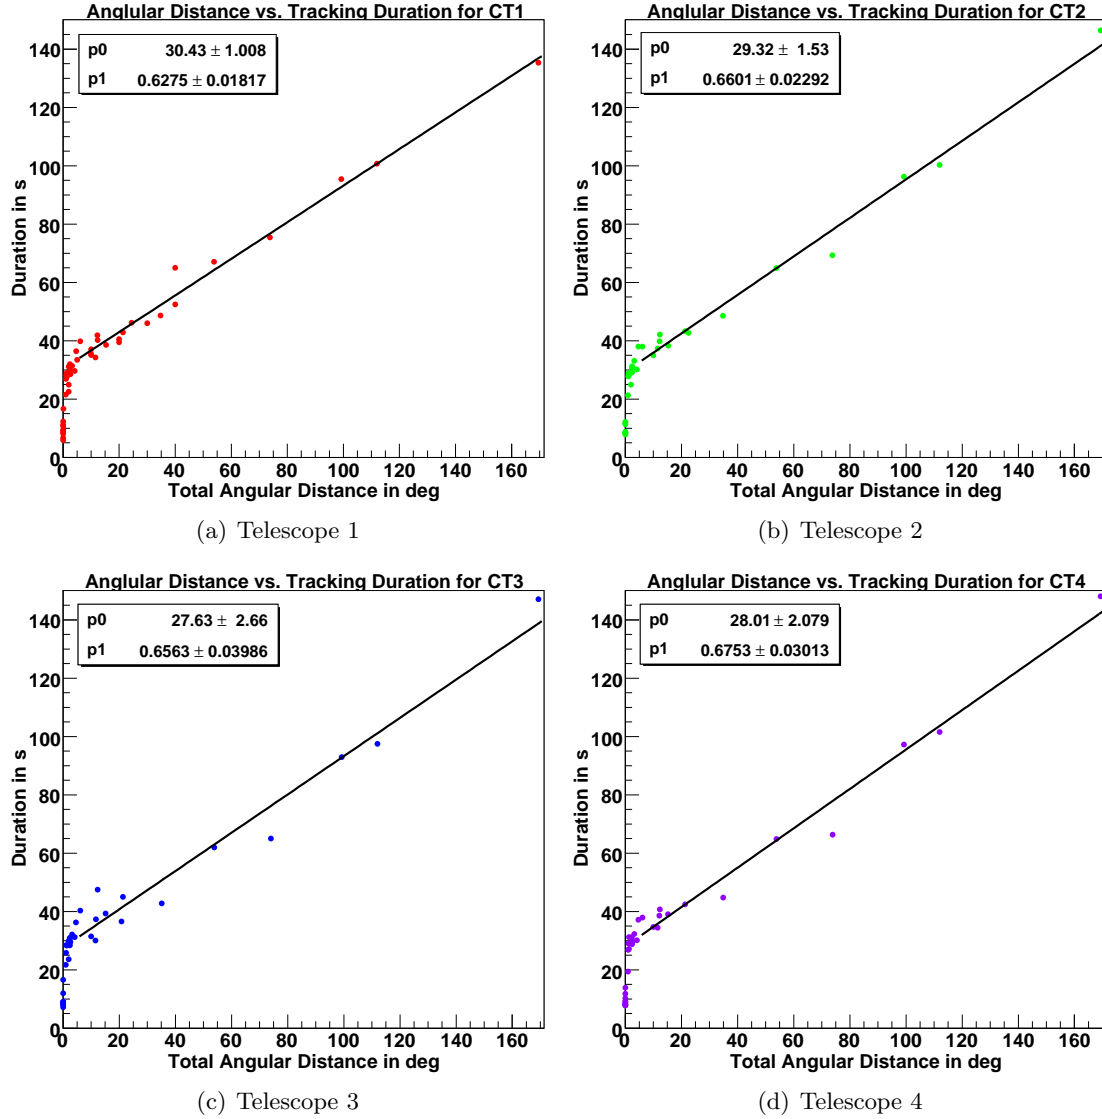 Anglular Distance vs. Tracking Duration for CT1
p0 30.43 ± 1.008
p1 0.6275 ± 0.01817
140
120
100
80
60
40
20
0
Duration in s
0 20 40 60 80 100 120 140 160
Total Angular Distance in deg
(a) Telescope 1
Anglular Distance vs. Tracking Duration for CT2
p0 29.32 ± 1.53
p1 0.6601 ± 0.02292
140
120
100
80
60
40
20
0
Duration in s
0 20 40 60 80 100 120 140 160
Total Angular Distance in deg
(b) Telescope 2
Anglular Distance vs. Tracking Duration for CT3
p0 27.63 ± 2.66
p1 0.6563 ± 0.03986
140
120
100
80
60
40
20
0
Duration in s
0 20 40 60 80 100 120 140 160
Total Angular Distance in deg
(c) Telescope 3
Anglular Distance vs. Tracking Duration for CT4
p0 28.01 ± 2.079
p1 0.6753 ± 0.03013
140
120
100
80
60
40
20
0
Duration in s
0 20 40 60 80 100 120 140 160
Total Angular Distance in deg
(d) Telescope 4